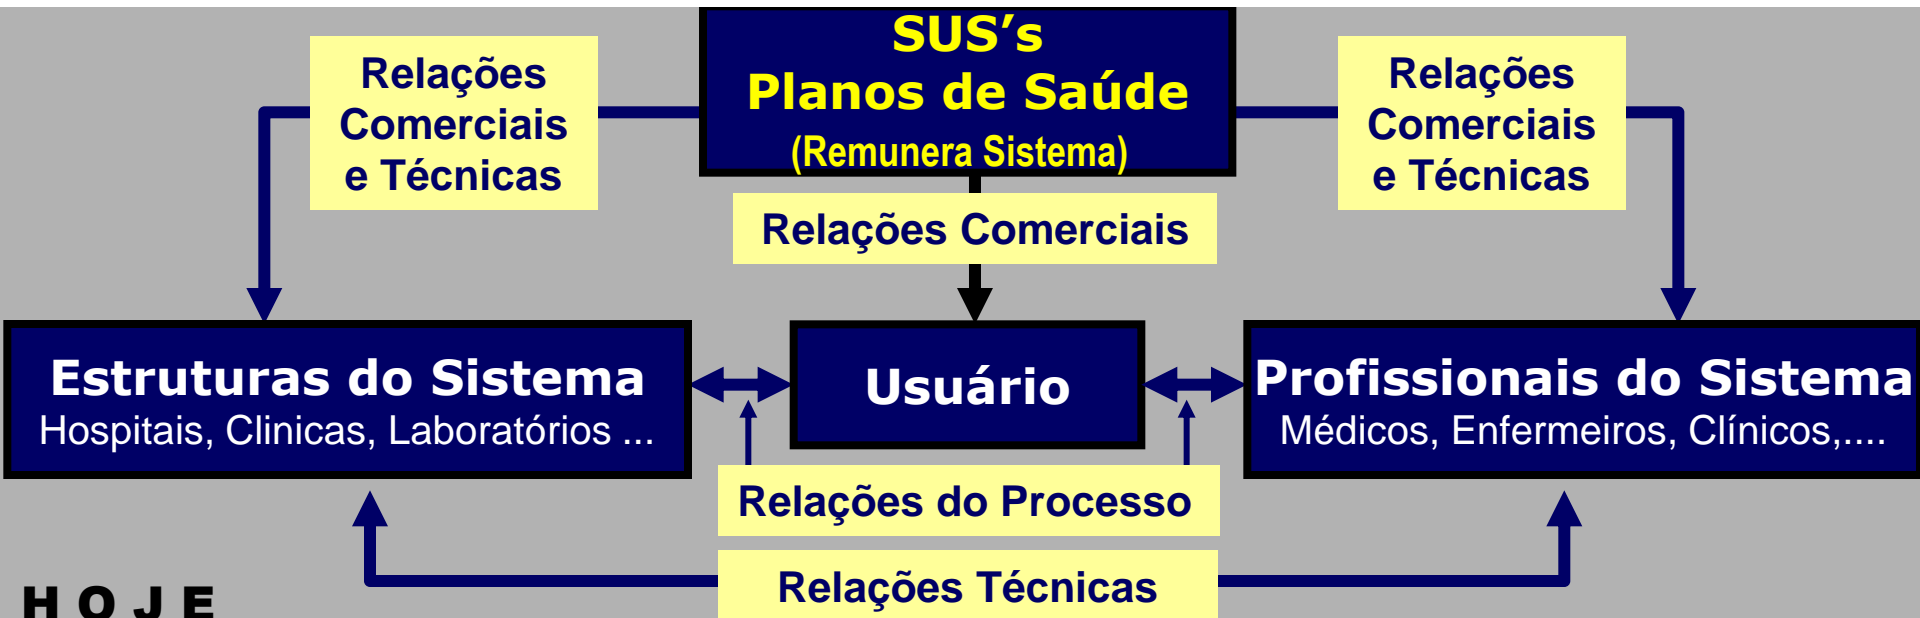 SUS’s
Planos de Saúde
(Remunera Sistema)
Relações
Comerciais
e Técnicas
Relações
Comerciais
e Técnicas
Relações Comerciais
Estruturas do Sistema
Hospitais, Clinicas, Laboratórios ...
Usuário
Profissionais do Sistema
Médicos, Enfermeiros, Clínicos,....
Relações do Processo
Relações Técnicas
H O J E